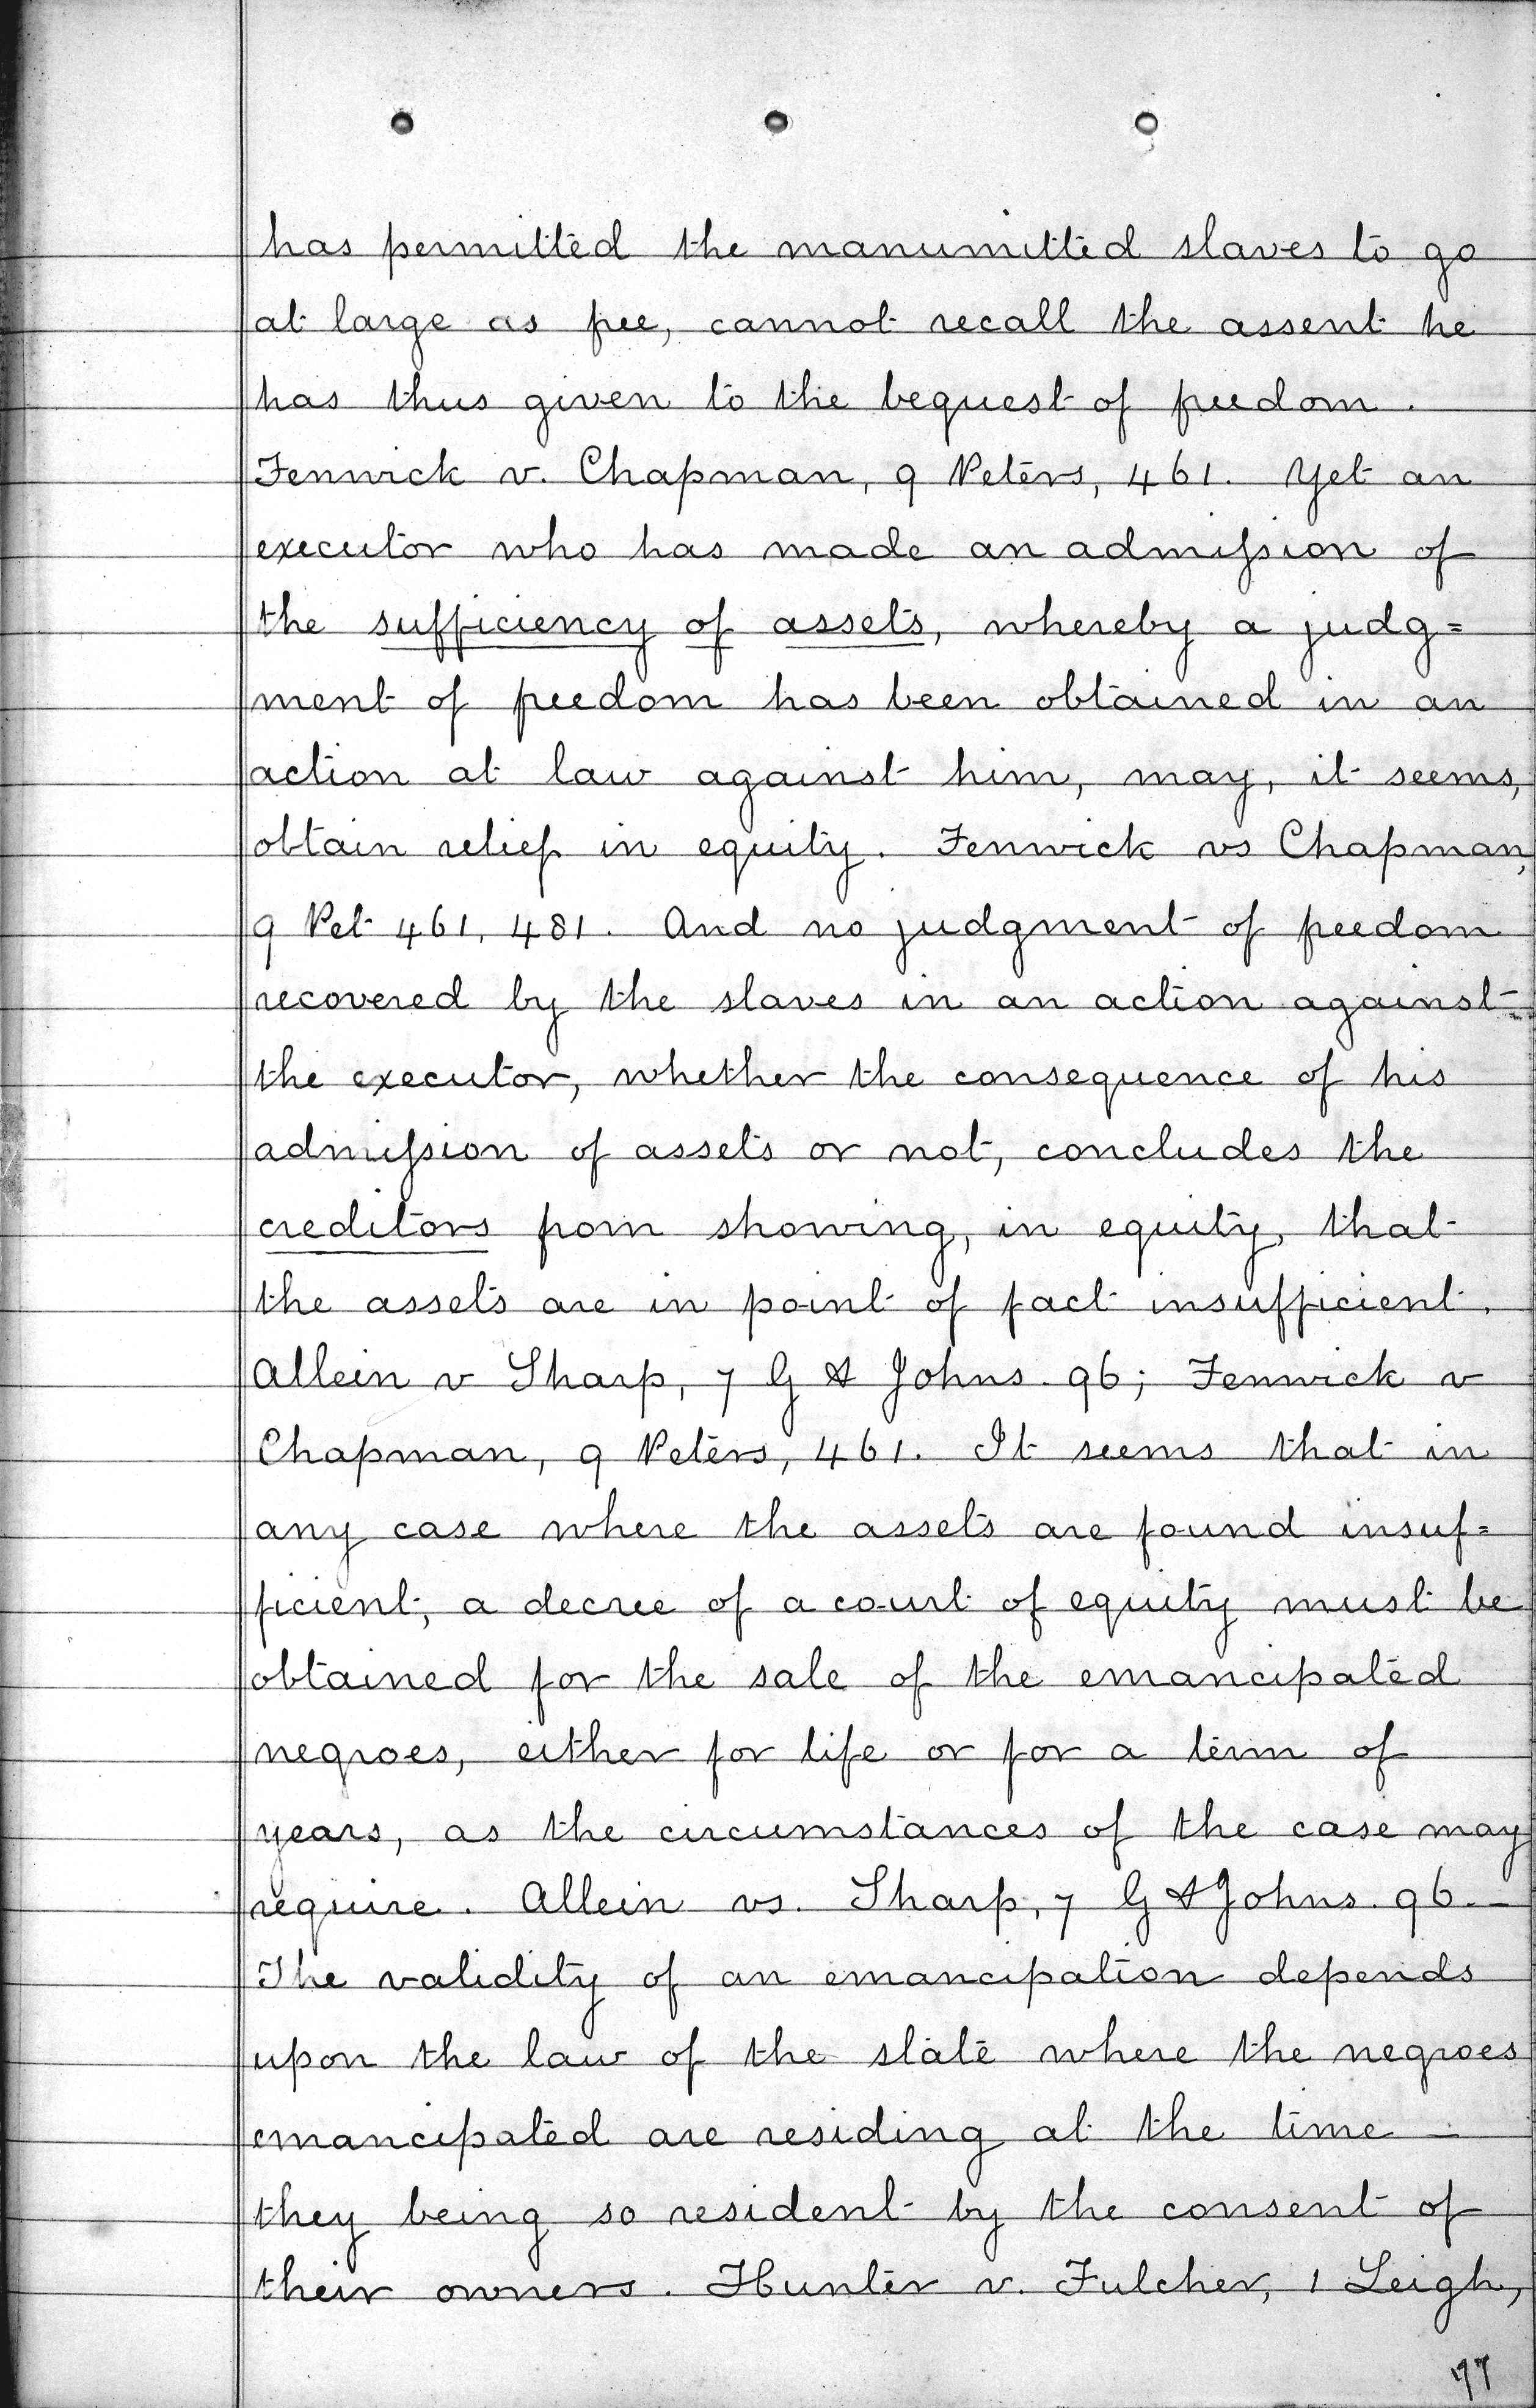 has permitted the manumitted slaves to go
at large as free, cannot recall the assent he
has thus given to the bequest of freedom.
Fenwick v. Chapman, 9 Peters, 461. Yet an
executor who has made an admission of
the sufficiency of assets, whereby a judg=
ment of freedom has been obtained in an
action at law against him, may, it seems,
obtain relief in equity. Fenwick vs Chapman,
9 Pet 461, 481. And no judgment of freedom
recovered by the slaves in an action against
the executor, whether the consequence of his
admission of assets or not, concludes the
creditors from showing, in equity, that
the assets are in point of fact insufficient.
Allein v Sharp, 7 G & Johns. 96; Fenwick v
Chapman, 9 Peters, 461. It seems that in
any case where the assets are found insuf=
ficient, a decree of a court of equity must be
obtained for the sale of the emancipated
negroes, either for life or for a term of
years, as the circumstances of the case may
require. Allein vs. Sharp, 7 G & Johns. 96.—
The validity of an emancipation depends
upon the law of the state where the negroes
emancipated are residing at the time —
they being so resident by the consent of
their owners. Hunter v. Fulcher, 1 Leigh,
77